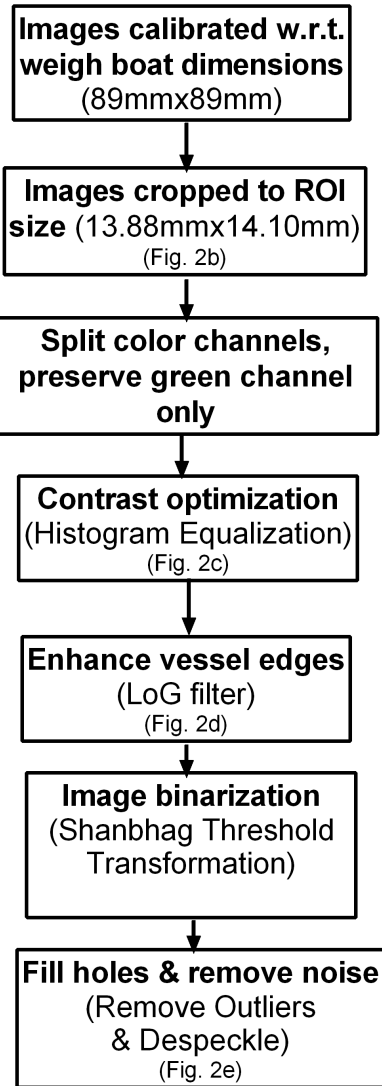 Images calibrated w.r.t.
weigh boat dimensions
(89mmx89mm)
Images cropped to ROI
size (13.88mmx14.10mm)
(Fig. 2b)
Split color channels,
preserve green channel
only
Contrast optimization
(Histogram Equalization)
(Fig. 2c)
Enhance vessel edges
(LoG filter)
(Fig. 2d)
Image binarization
(Shanbhag Threshold
Transformation)
Fill holes & remove noise
(Remove Outliers
& Despeckle)
(Fig. 2e)